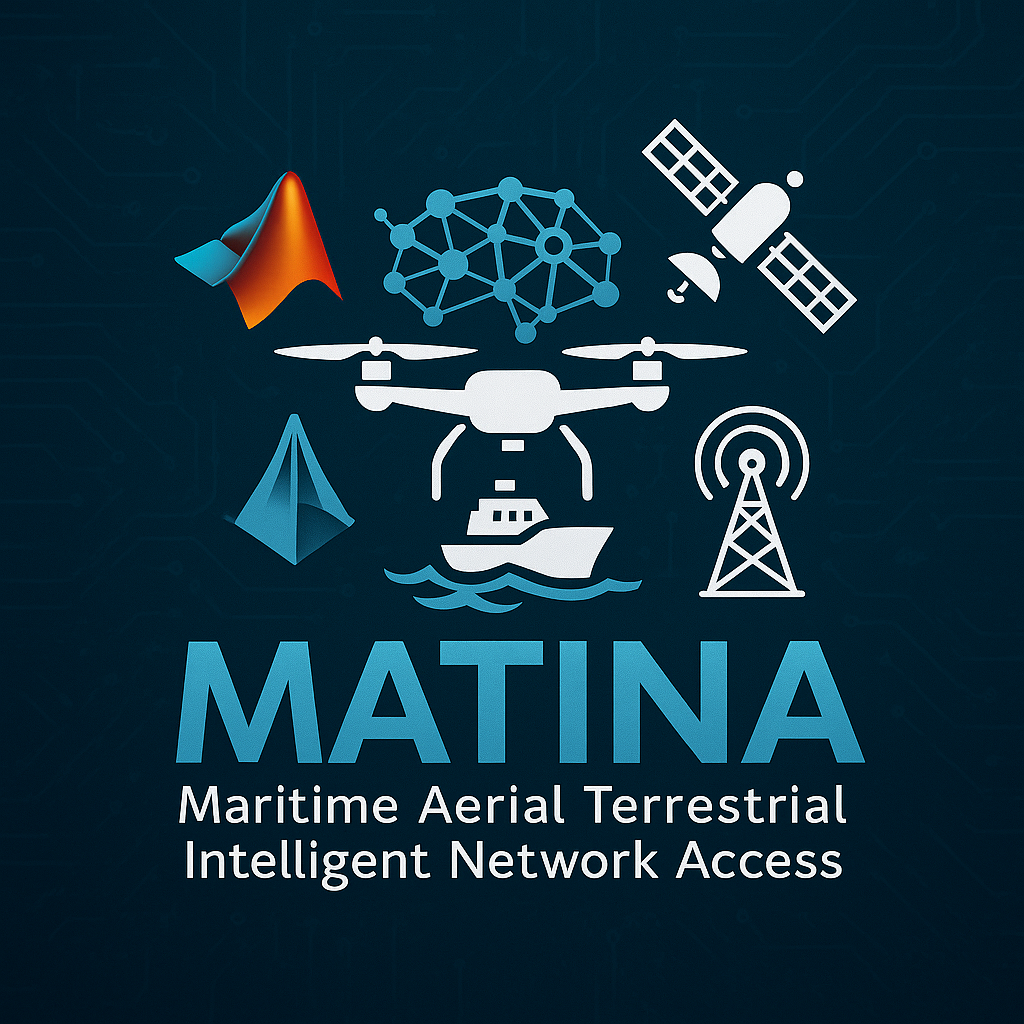 MATINA
Maritime Aerial Terrestrial
Intelligent Network Access